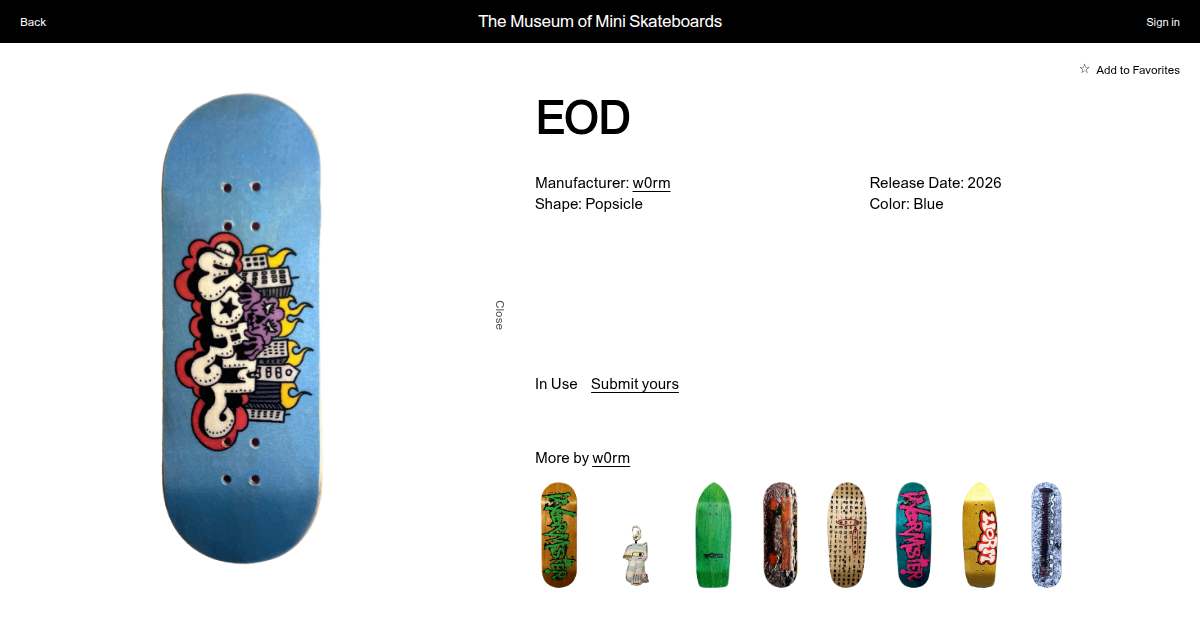 Back
The Museum of Mini Skateboards
Sign in
☆ Add to Favorites
EOD
Manufacturer: w0rm
Release Date: 2026
Shape: Popsicle
Color: Blue
Close
In Use Submit yours
More by w0rm